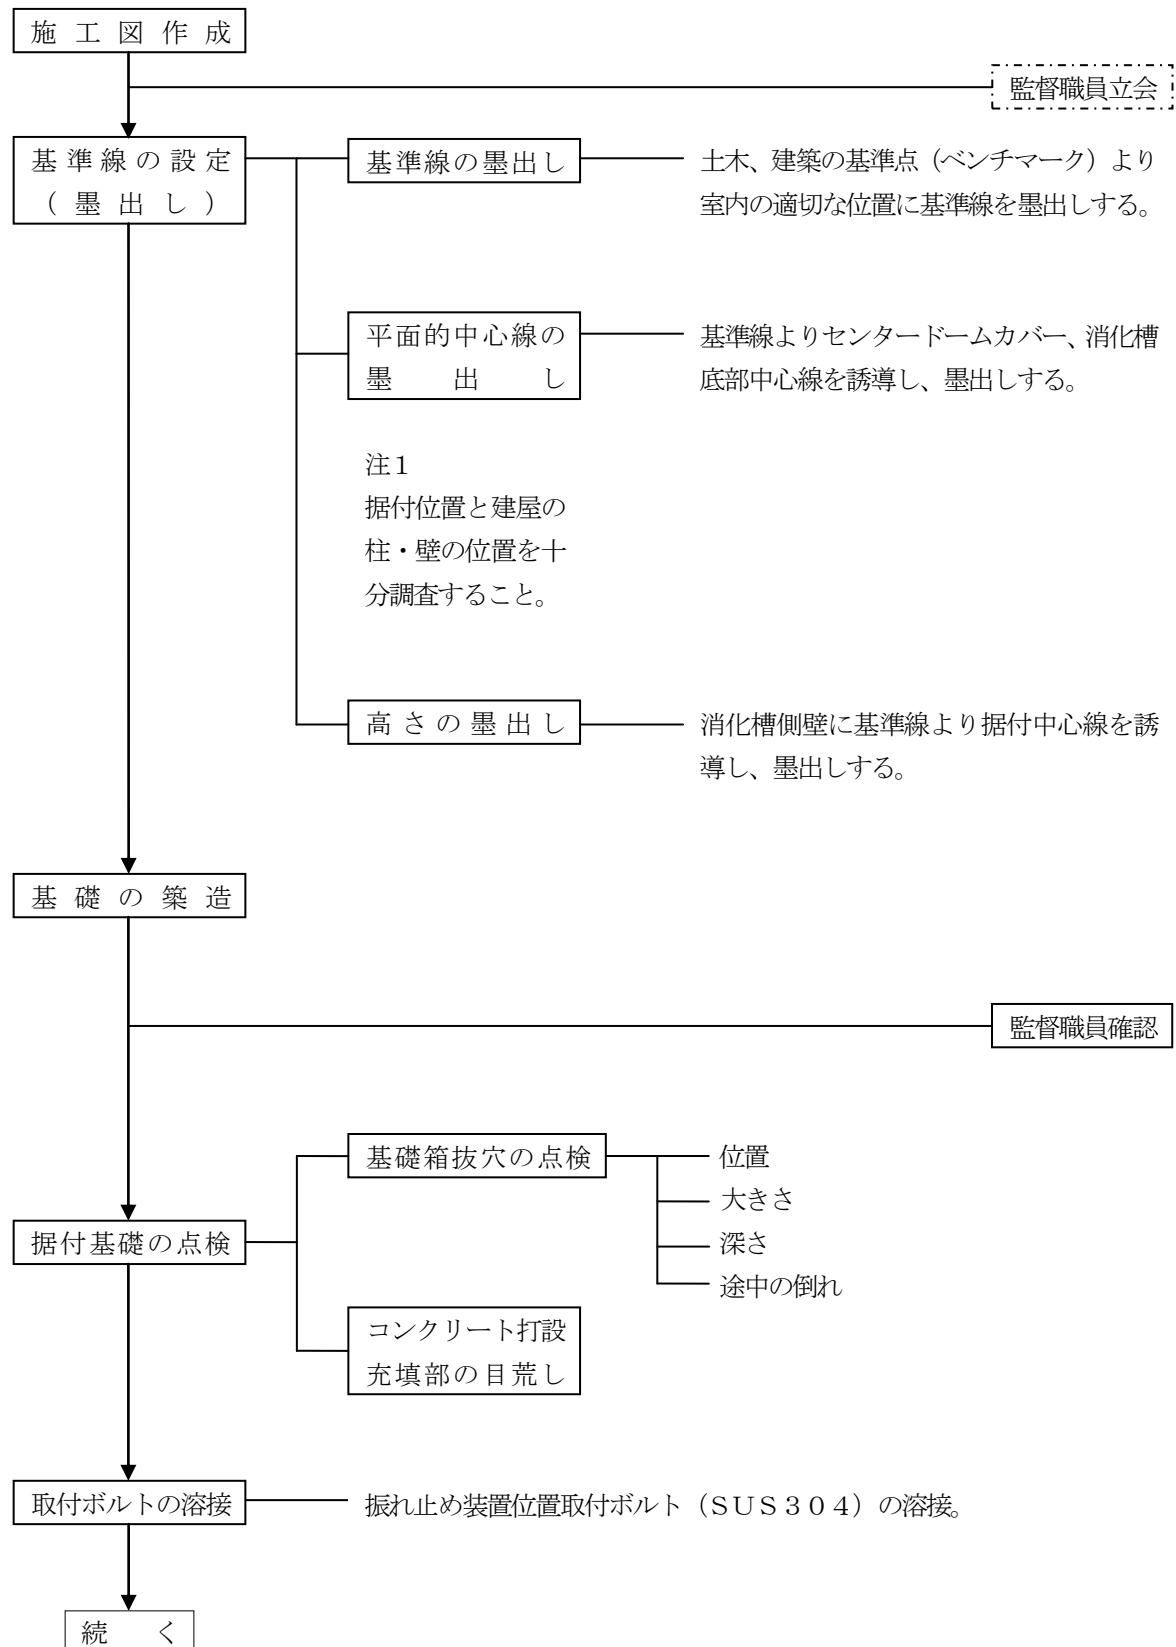 施工図作成
監督職員立会
基準線の設定
（墨出し）
基準線の墨出し
土木、建築の基準点（ベンチマーク）より
室内の適切な位置に基準線を墨出しする。
平面的中心線の
墨出し
基準線よりセンタードームカバー、消化槽
底部中心線を誘導し、墨出しする。
注１
据付位置と建屋の
柱・壁の位置を十
分調査すること。
高さの墨出し
消化槽側壁に基準線より据付中心線を誘
導し、墨出しする。
基礎の築造
監督職員確認
据付基礎の点検
基礎箱抜穴の点検
位置
大きさ
深さ
途中の倒れ
コンクリート打設
充填部の目荒し
取付ボルトの溶接
振れ止め装置位置取付ボルト（ＳＵＳ３０４）の溶接。
続く